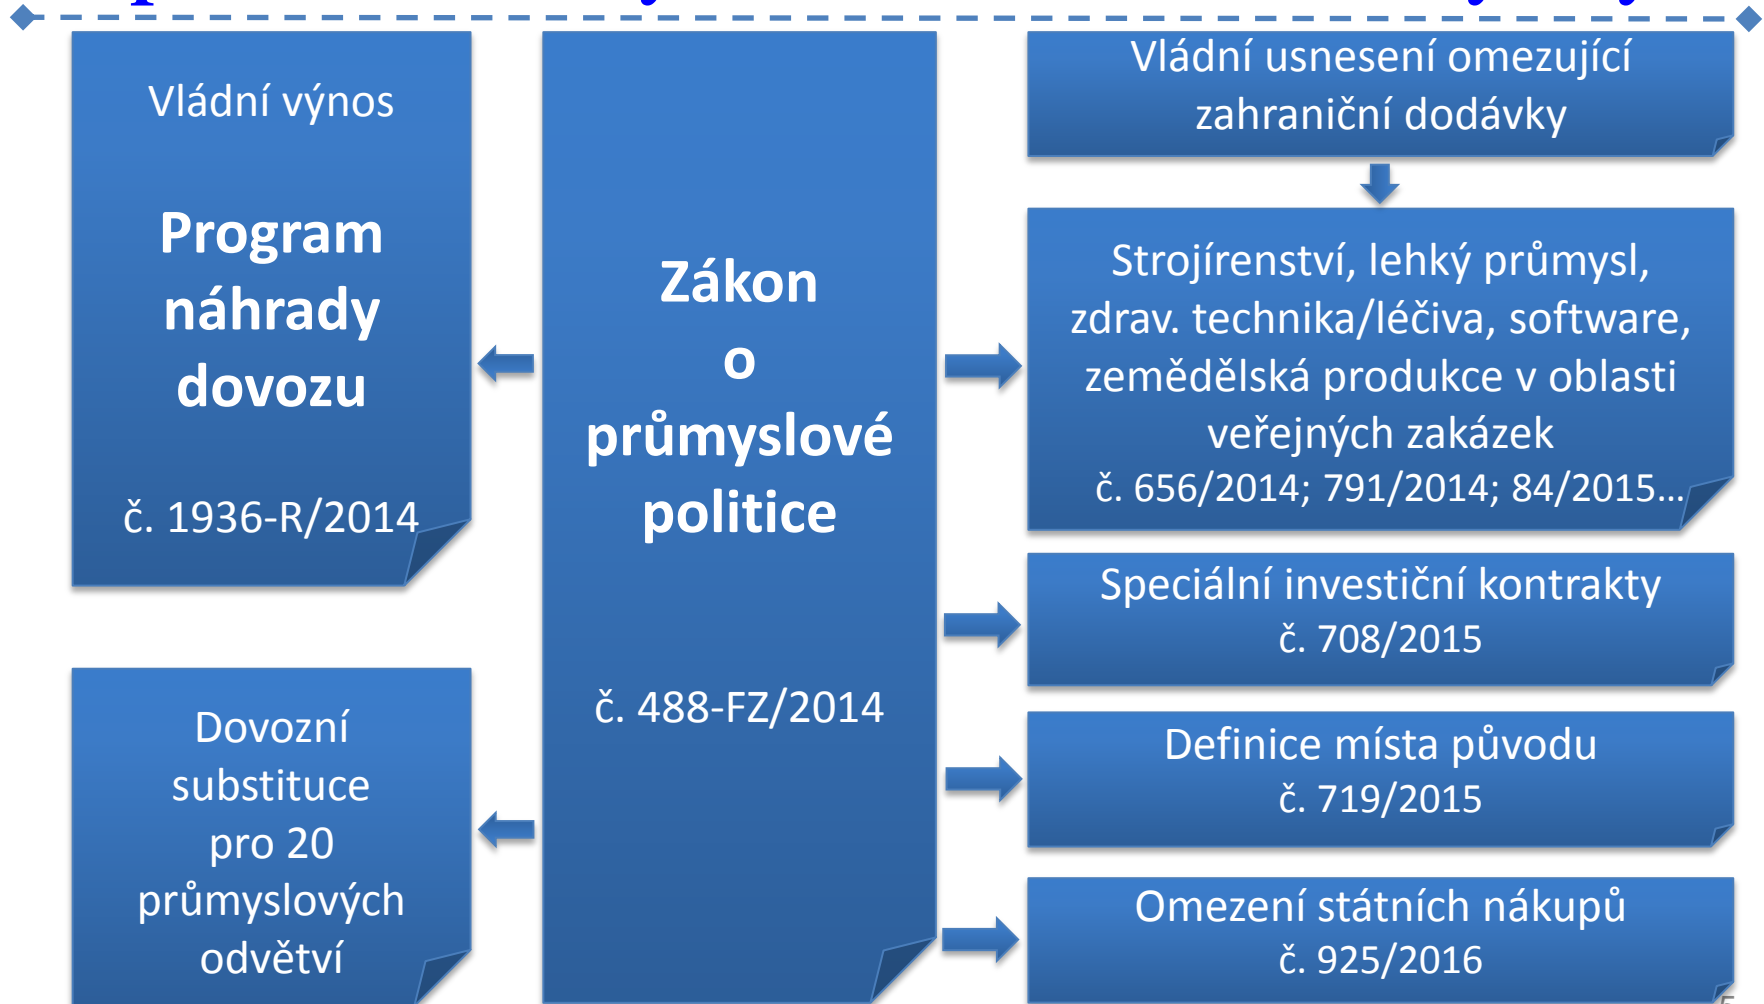 Vládní výnos
Program
náhrady
dovozu
č. 1936-R/2014
Dovozní
substituce
pro 20
průmyslových
odvětví
Zákon
o
průmyslové
politice
č. 488-FZ/2014
Vládní usnesení omezující
zahraniční dodávky
Strojírenství, lehký průmysl,
zdrav. technika/léčiva, software,
zemědělská produkce v oblasti
veřejných zakázek
č. 656/2014; 791/2014; 84/2015...
Speciální investiční kontrakty
č. 708/2015
Definice místa původu
č. 719/2015
Omezení státních nákupů
č. 925/2016